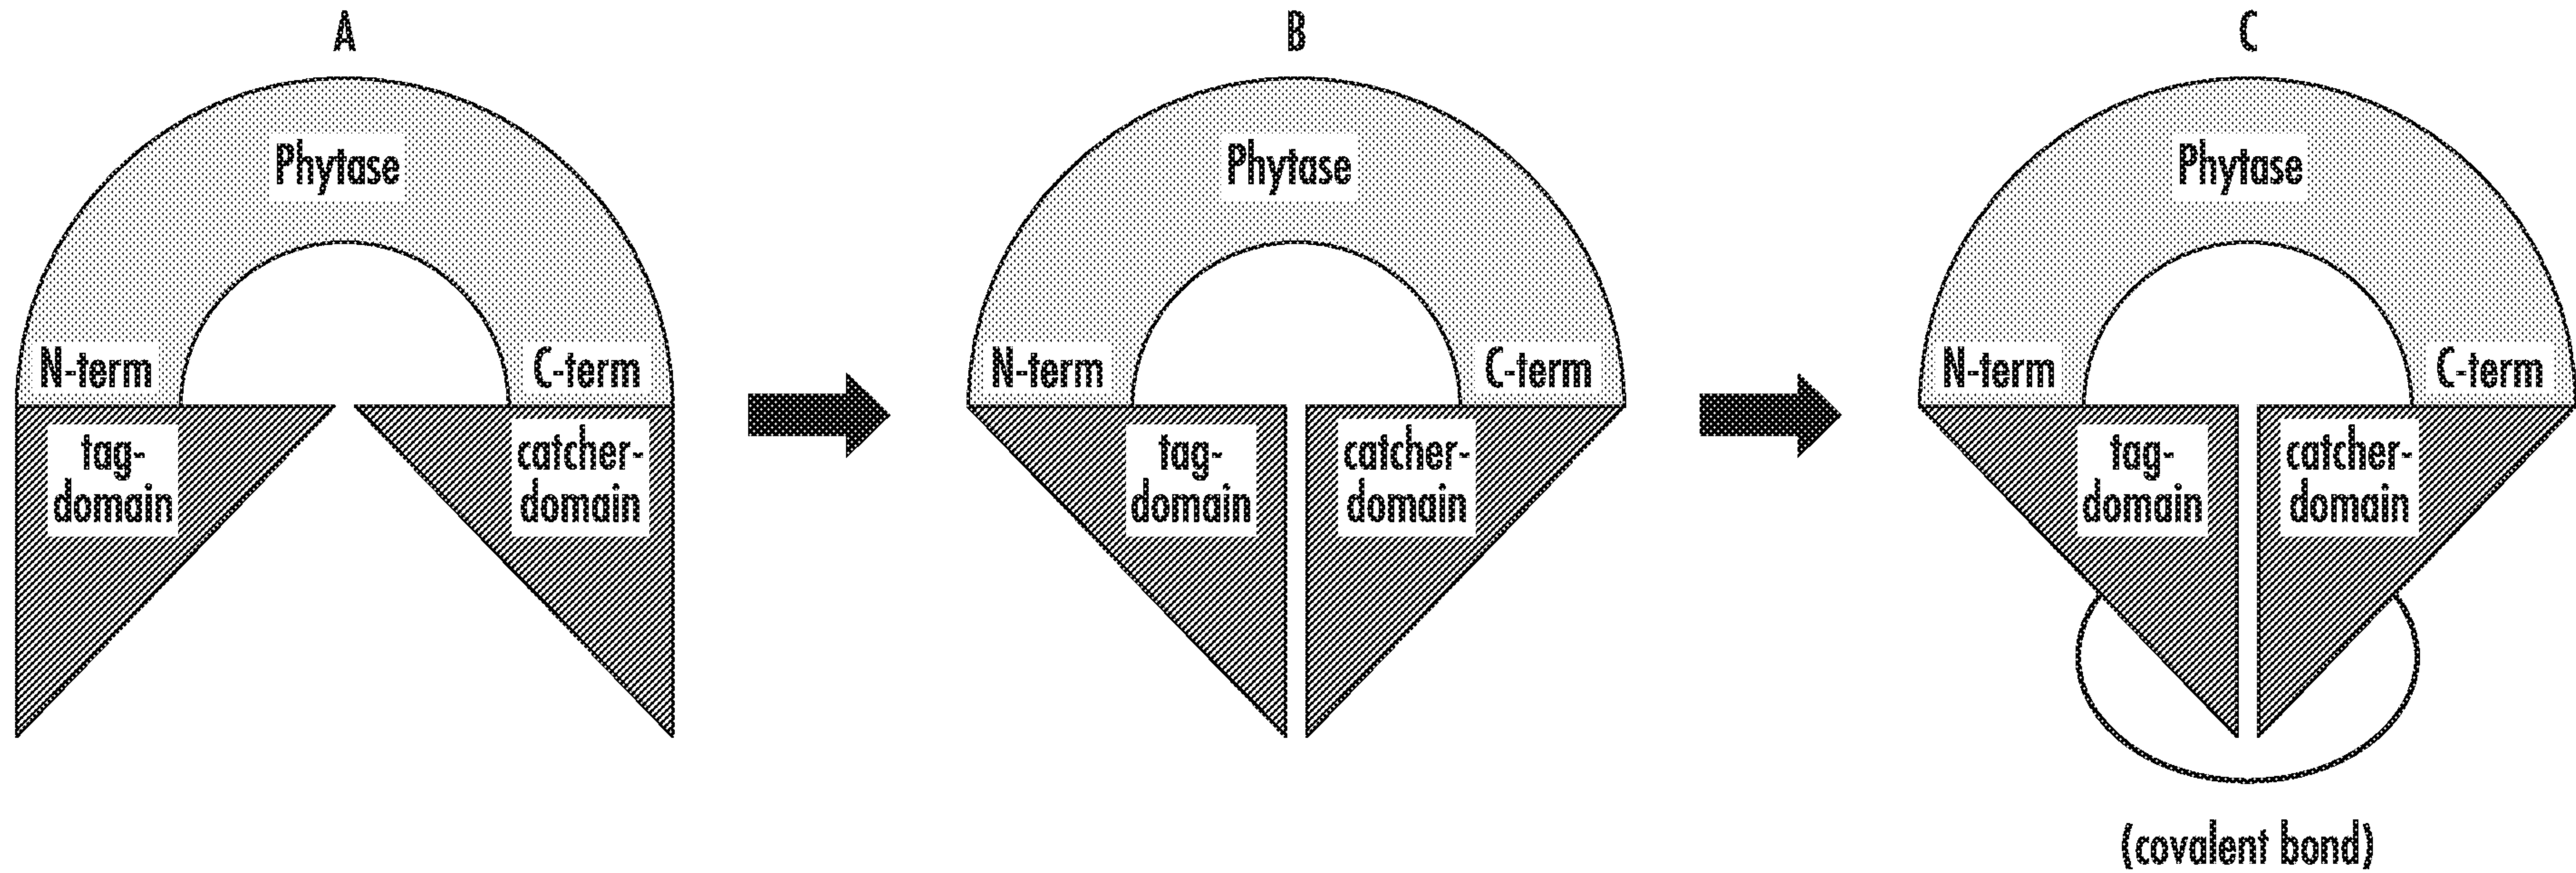 A
B
C
Phytase
Phytase
Phytase
N-term
C-term
N-term
C-term
N-term
C-term
tag-
domain
catcher-
domain
tag-
domain
catcher-
domain
tag-
domain
catcher-
domain
(covalent bond)